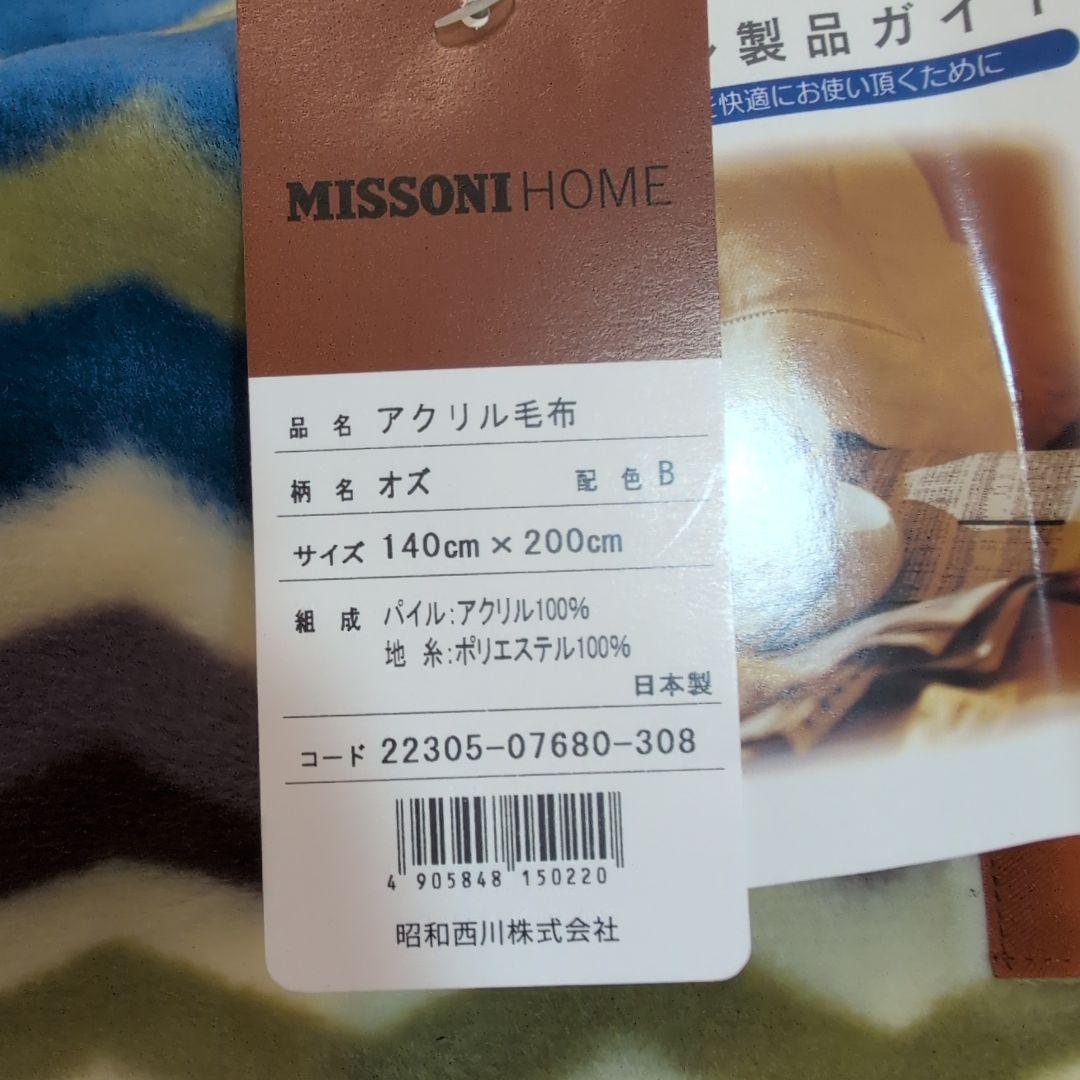 MISSONI HOME
品名 アクリル毛布
柄名 オズ 配色 B
サイズ 140cm×200cm
組成 パイル:アクリル100%
地糸:ポリエステル100%
日本製
コード 22305-07680-308
4 905848 150220
昭和西川株式会社
製品ガイド
快適にお使い頂くために